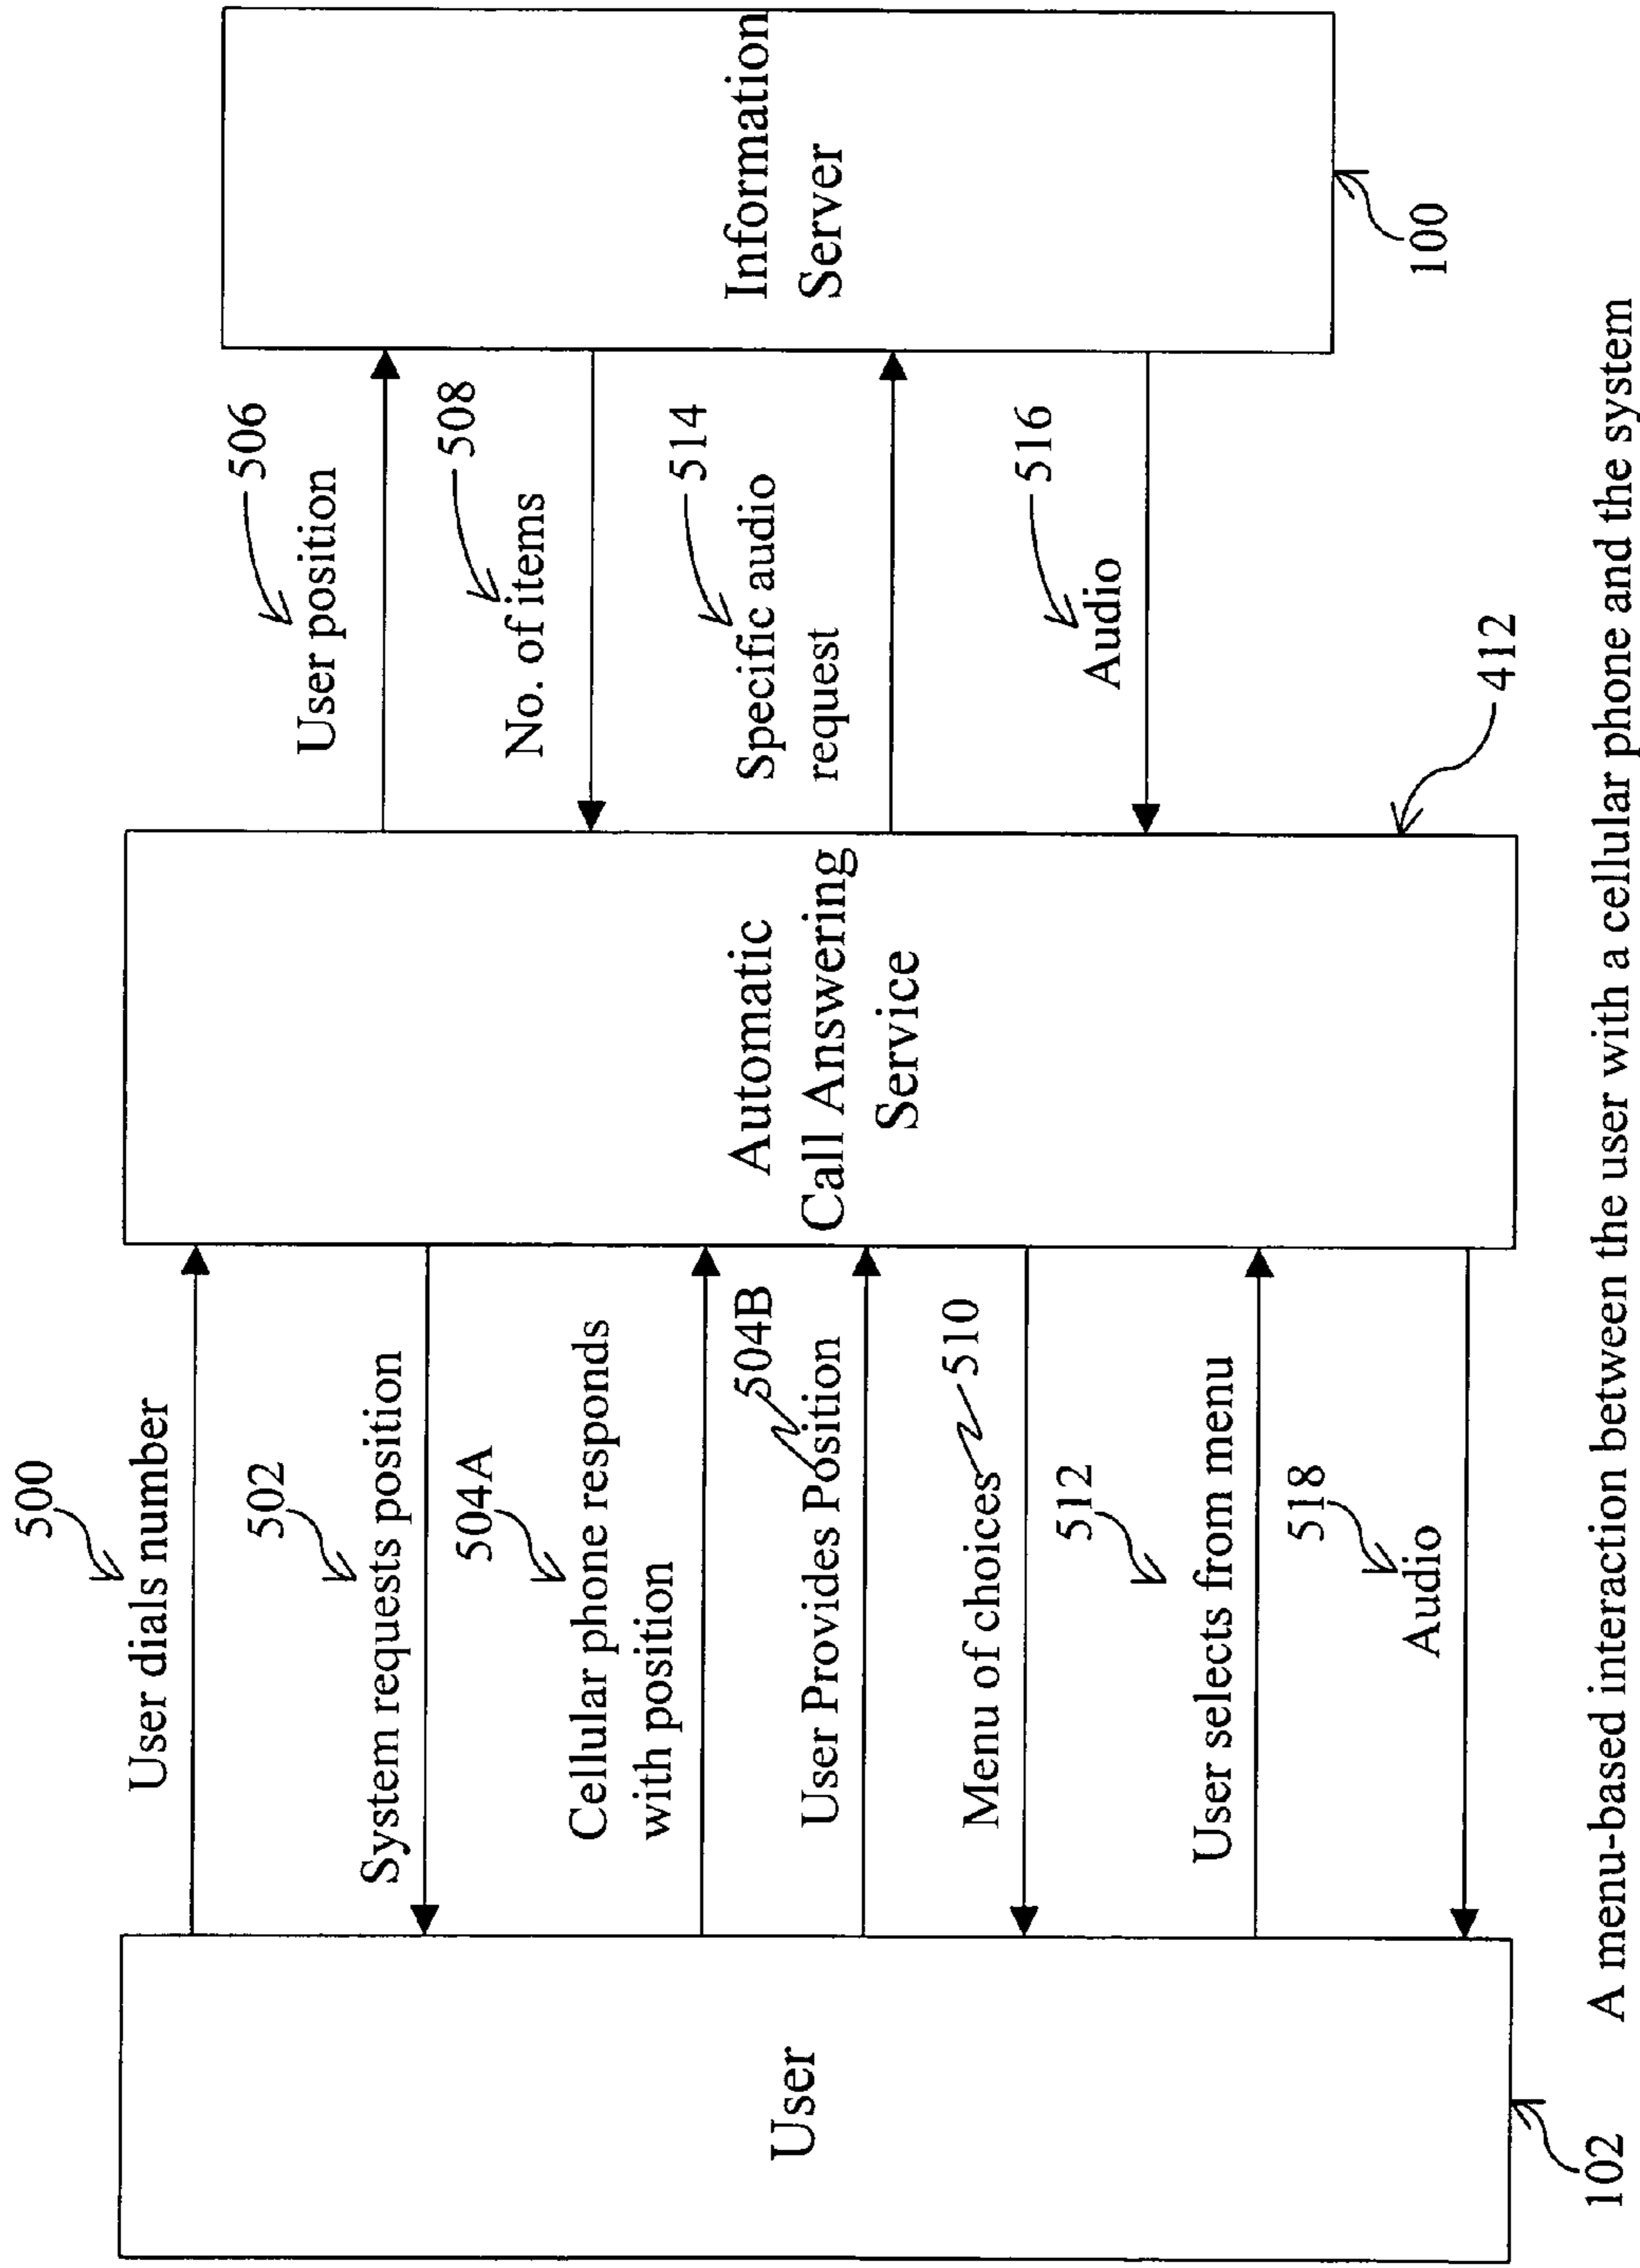 500
User dials number
502
System requests position
504A
Cellular phone responds
with position
504B
User Provides Position
Menu of choices
510
512
User selects from menu
518
Audio
506
User position
508
No. of items
514
Specific audio
request
516
Audio
User
102
Automatic
Call Answering
Service
412
Information
Server
100
A menu-based interaction between the user with a cellular phone and the system